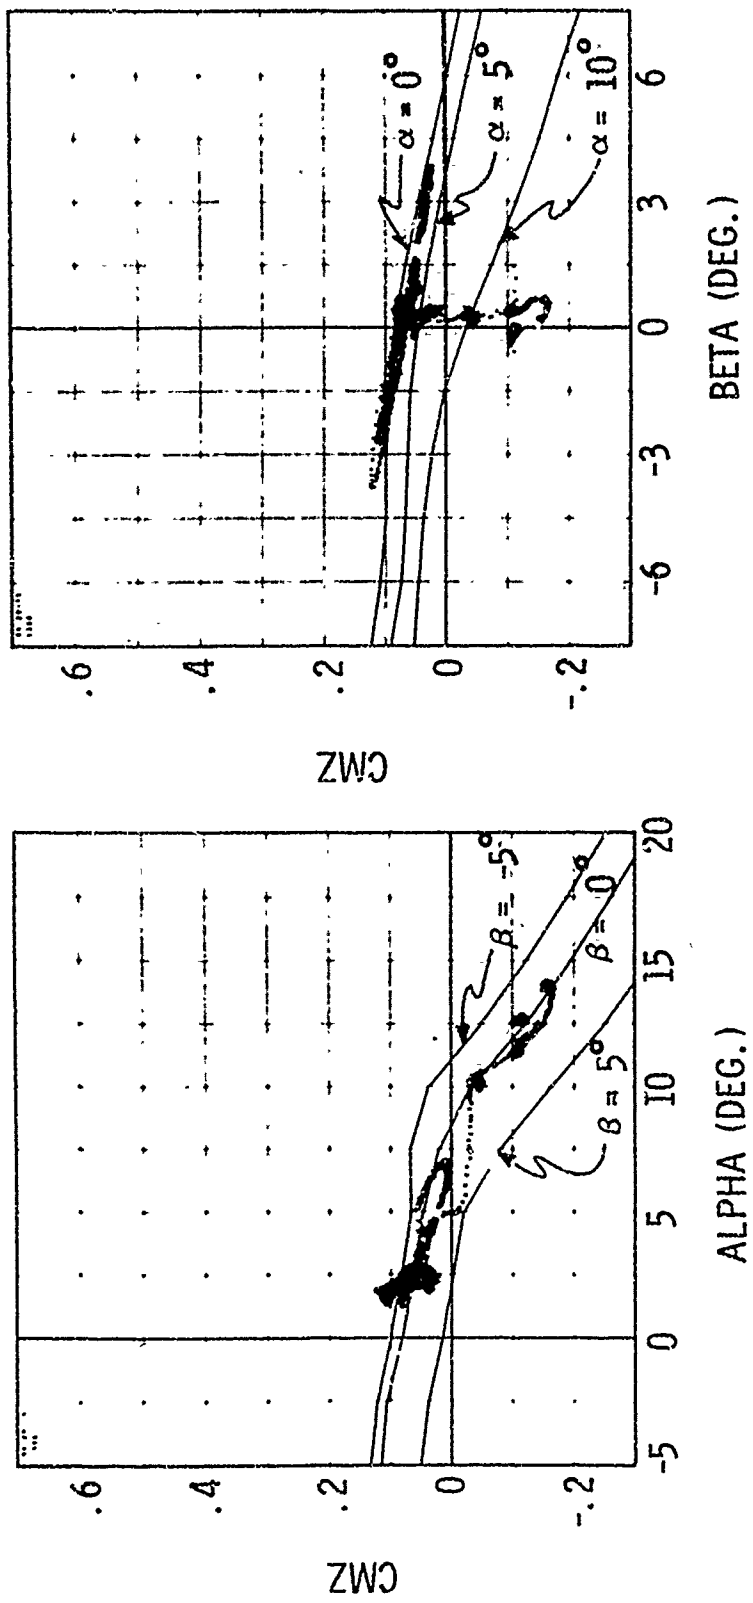 CMZ
.6
.4
.2
0
-.2
-5
0
5
10
15
20
ALPHA (DEG.)
β = -5°
β = 0°
β = 5°
CMZ
.6
.4
.2
0
-.2
-6
-3
0
3
6
BETA (DEG.)
α = 0°
α = 5°
α = 10°